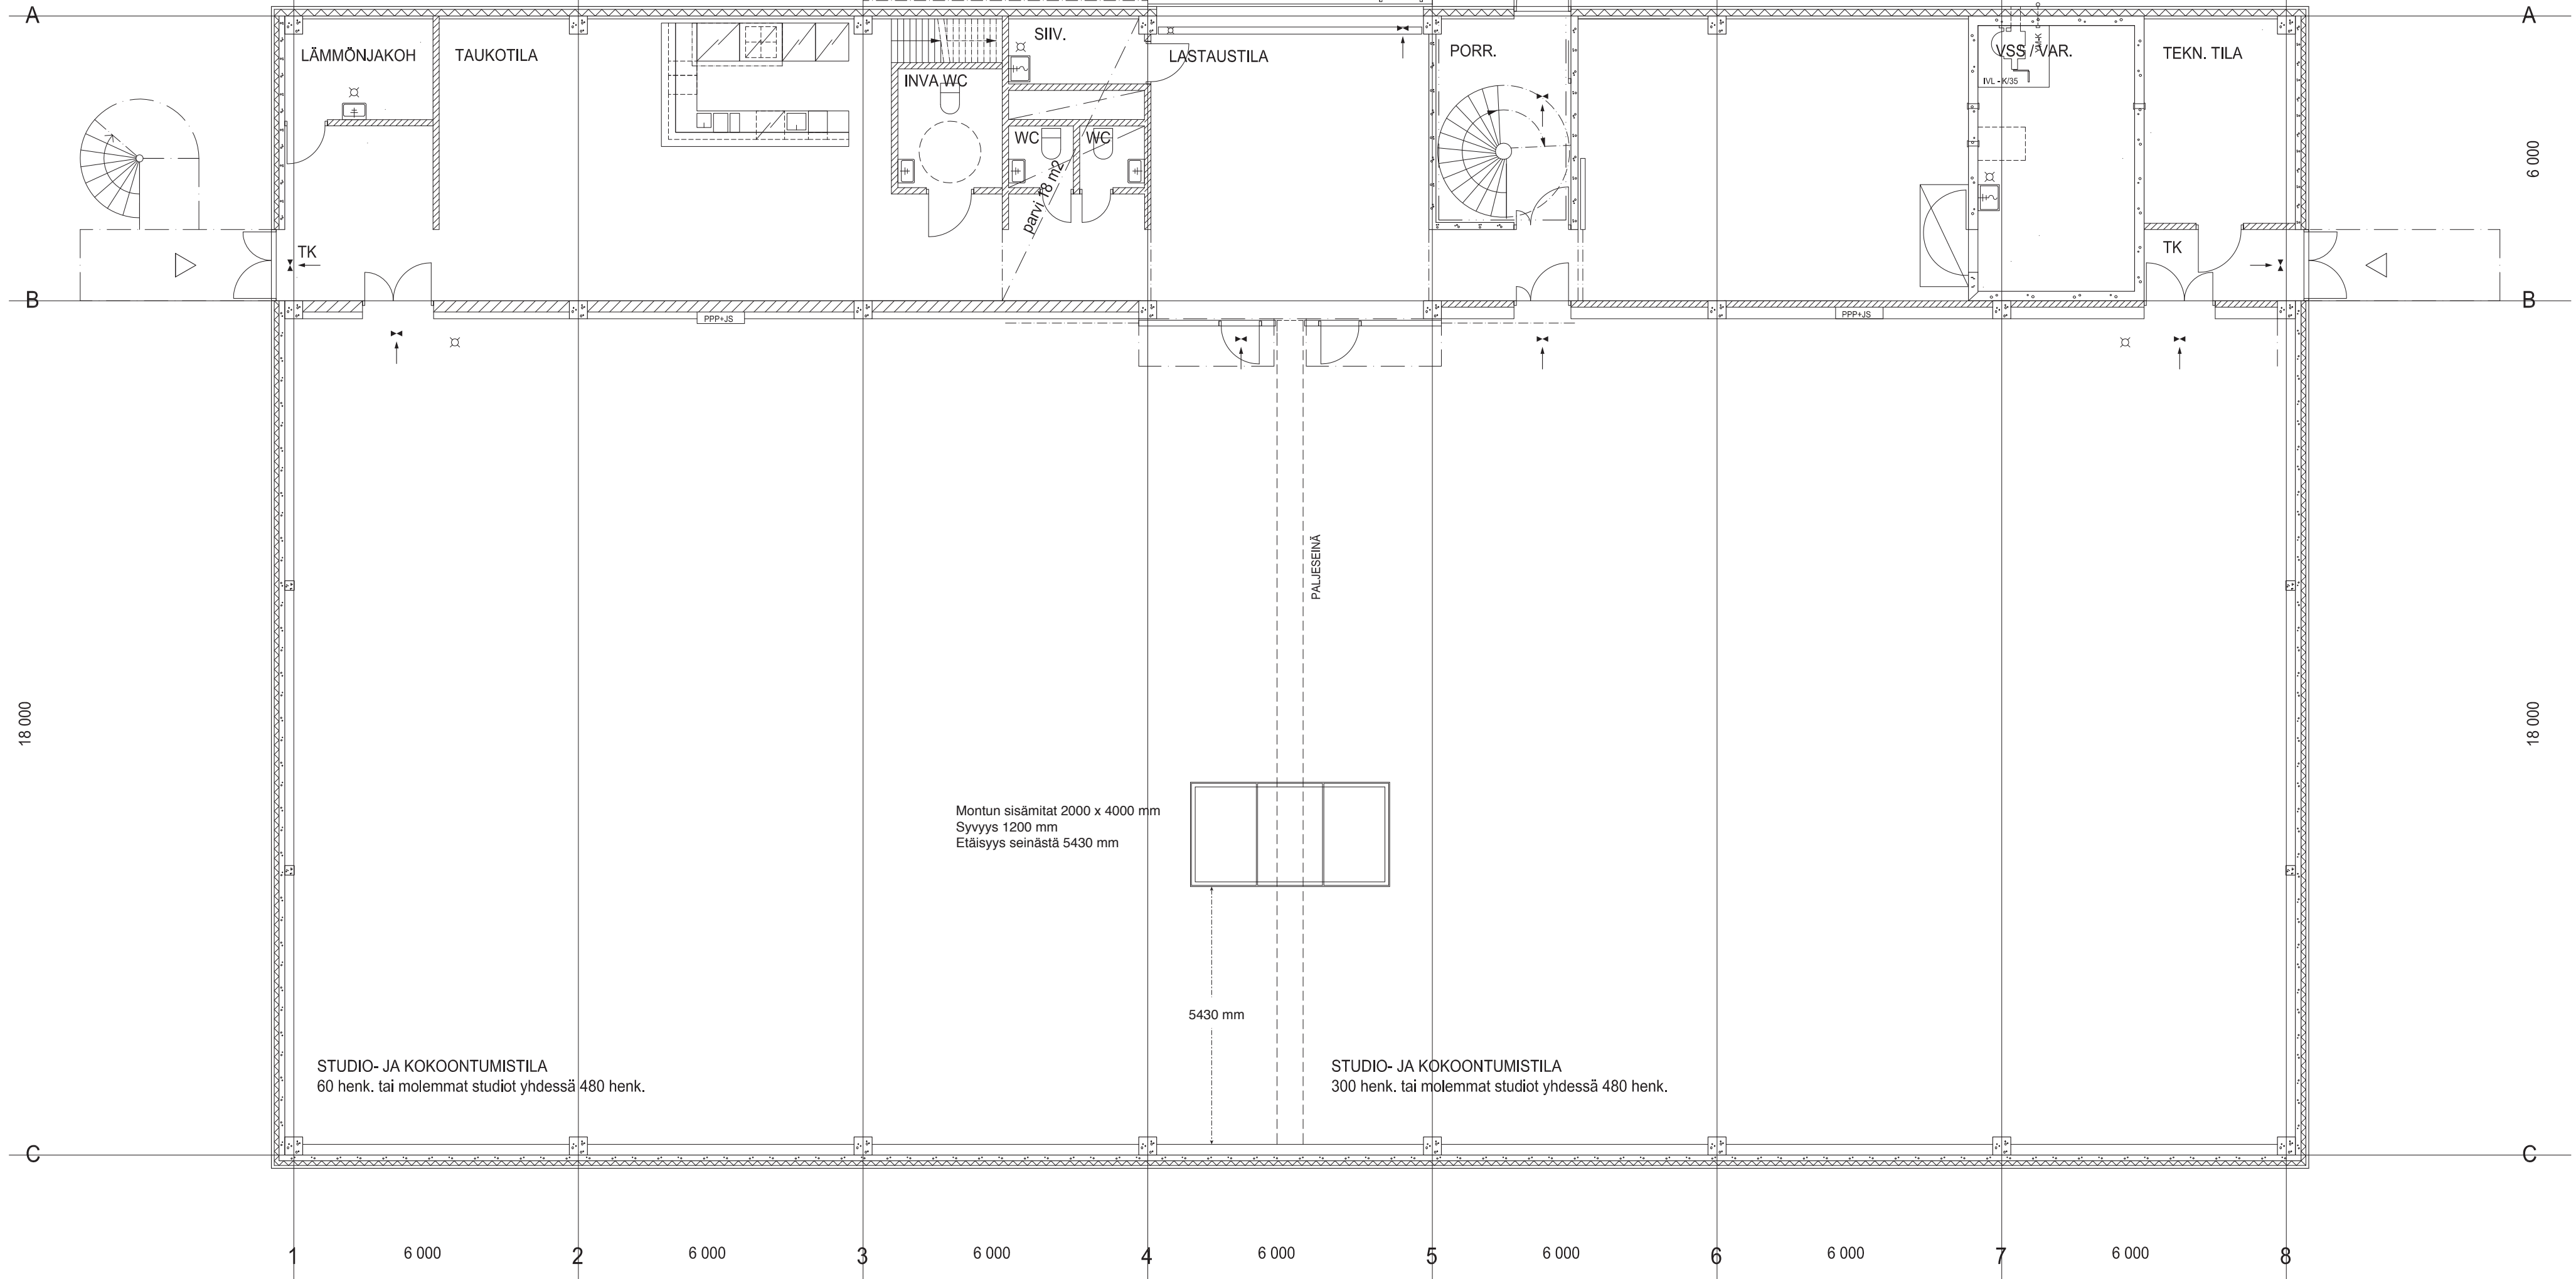 A
A
LÄMMÖNJAKOH
TAUKOTILA
INVA WC
SIIV.
WC
WC
parvi 18 m2
LASTAUSTILA
PORR.
VSS / VAR.
IVL - K/35
TEKN. TILA
6 000
TK
TK
B
B
PPP+JS
PPP+JS
PALJESEINÄ
18 000
18 000
Montun sisämitat 2000 x 4000 mm
Syvyys 1200 mm
Etäisyys seinästä 5430 mm
5430 mm
STUDIO- JA KOKOONTUMISTILA
60 henk. tai molemmat studiot yhdessä 480 henk.
STUDIO- JA KOKOONTUMISTILA
300 henk. tai molemmat studiot yhdessä 480 henk.
C
C
1 6 000 2 6 000 3 6 000 4 6 000 5 6 000 6 6 000 7 6 000 8